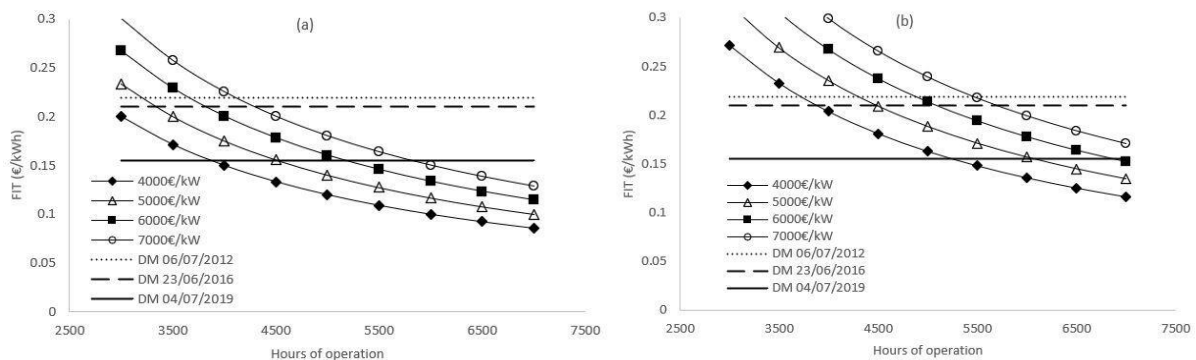 (a)
FIT (€/kWh)
0.3
0.25
0.2
0.15
0.1
0.05
0
4000€/kW
5000€/kW
6000€/kW
7000€/kW
DM 06/07/2012
DM 23/06/2016
DM 04/07/2019
2500 3500 4500 5500 6500 7500
Hours of operation
(b)
FIT (€/kWh)
0.3
0.25
0.2
0.15
0.1
0.05
0
4000€/kW
5000€/kW
6000€/kW
7000€/kW
DM 06/07/2012
DM 23/06/2016
DM 04/07/2019
2500 3500 4500 5500 6500 7500
Hours of operation